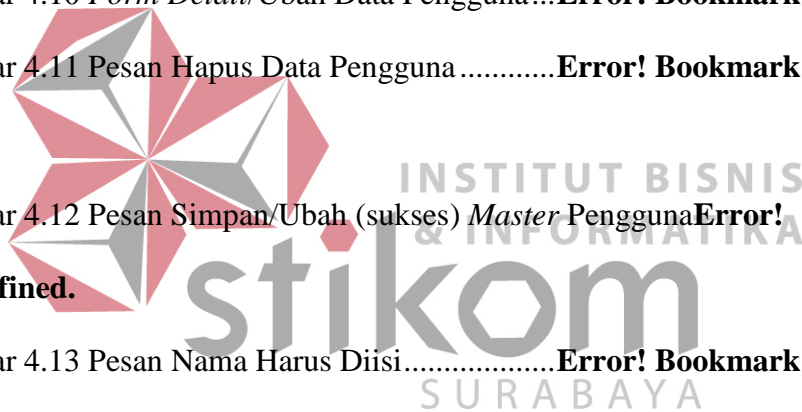 ar 4.10 Form Detail/Ubah Data Pengguna...Error! Bookmark
ar 4.11 Pesan Hapus Data Pengguna............Error! Bookmark
INSTITUT BISNIS
ar 4.12 Pesan Simpan/Ubah (sukses) Master PenggunaError!
& INFORMATIKA
fined.
stikom
ar 4.13 Pesan Nama Harus Diisi..................Error! Bookmark
SURABAYA